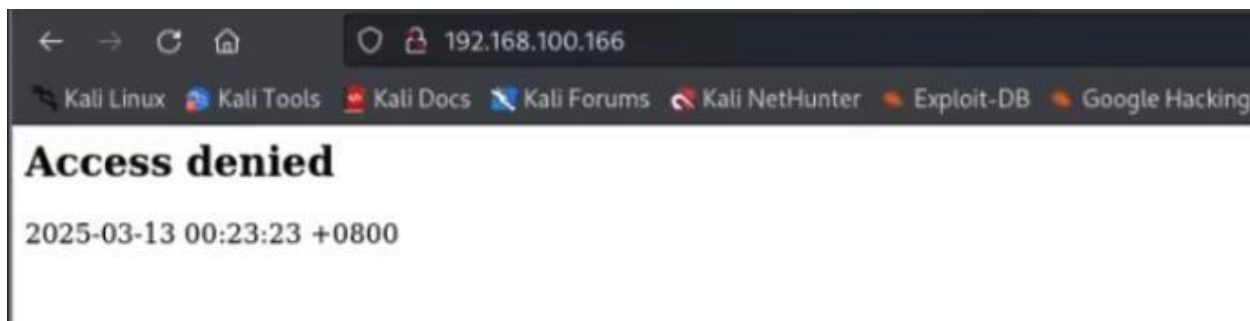 192.168.100.166
Kali Linux Kali Tools Kali Docs Kali Forums Kali NetHunter Exploit-DB Google Hacking
Access denied
2025-03-13 00:23:23 +0800